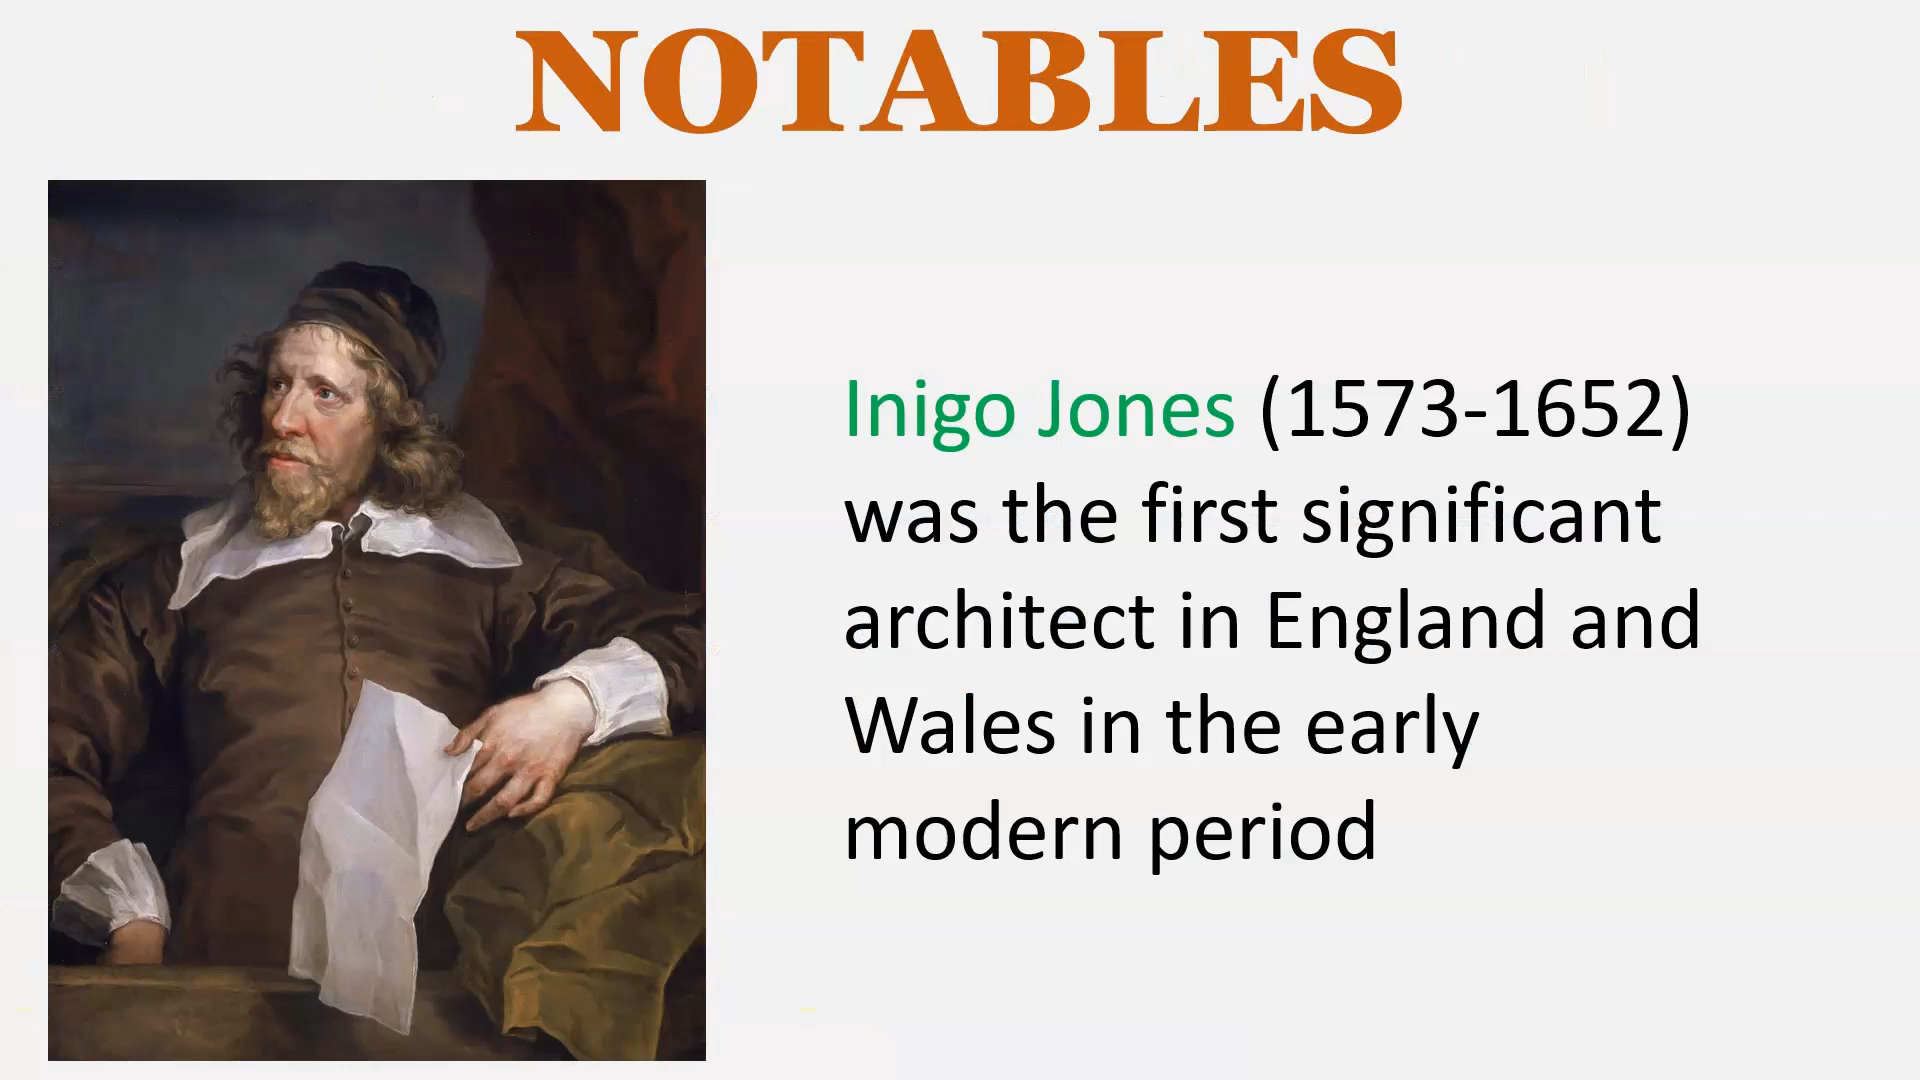 NOTABLES
Inigo Jones (1573-1652)
was the first significant
architect in England and
Wales in the early
modern period